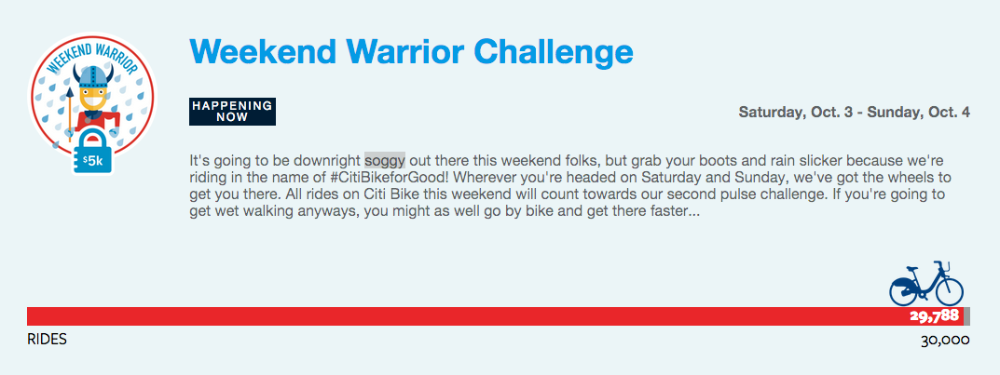 WEEKEND WARRIOR
$5k
Weekend Warrior Challenge
HAPPENING
NOW
Saturday, Oct. 3 - Sunday, Oct. 4
It's going to be downright soggy out there this weekend folks, but grab your boots and rain slicker because we're
riding in the name of #CitiBikeforGood! Wherever you're headed on Saturday and Sunday, we've got the wheels to
get you there. All rides on Citi Bike this weekend will count towards our second pulse challenge. If you're going to
get wet walking anyways, you might as well go by bike and get there faster...
29,788
RIDES
30,000